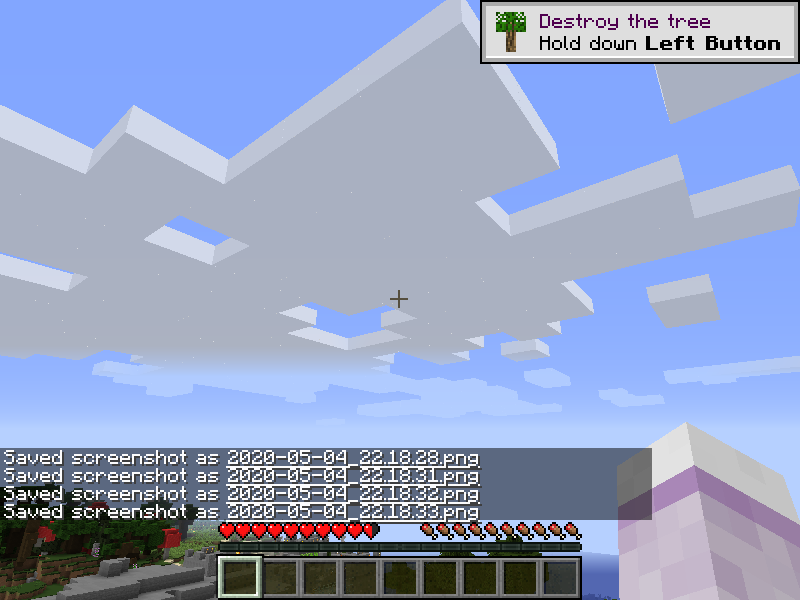 Destroy the tree
Hold down Left Button
Saved screenshot as 2020-05-04_22.18.28.png
Saved screenshot as 2020-05-04_22.18.31.png
Saved screenshot as 2020-05-04_22.18.32.png
Saved screenshot as 2020-05-04_22.18.33.png